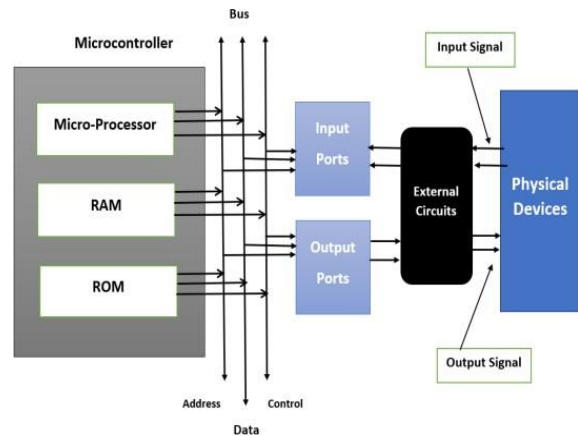 Bus
Microcontroller
Input Signal
Micro-Processor
Input
Ports
RAM
External
Circuits
Physical
Devices
Output
Ports
ROM
Output Signal
Address
Control
Data